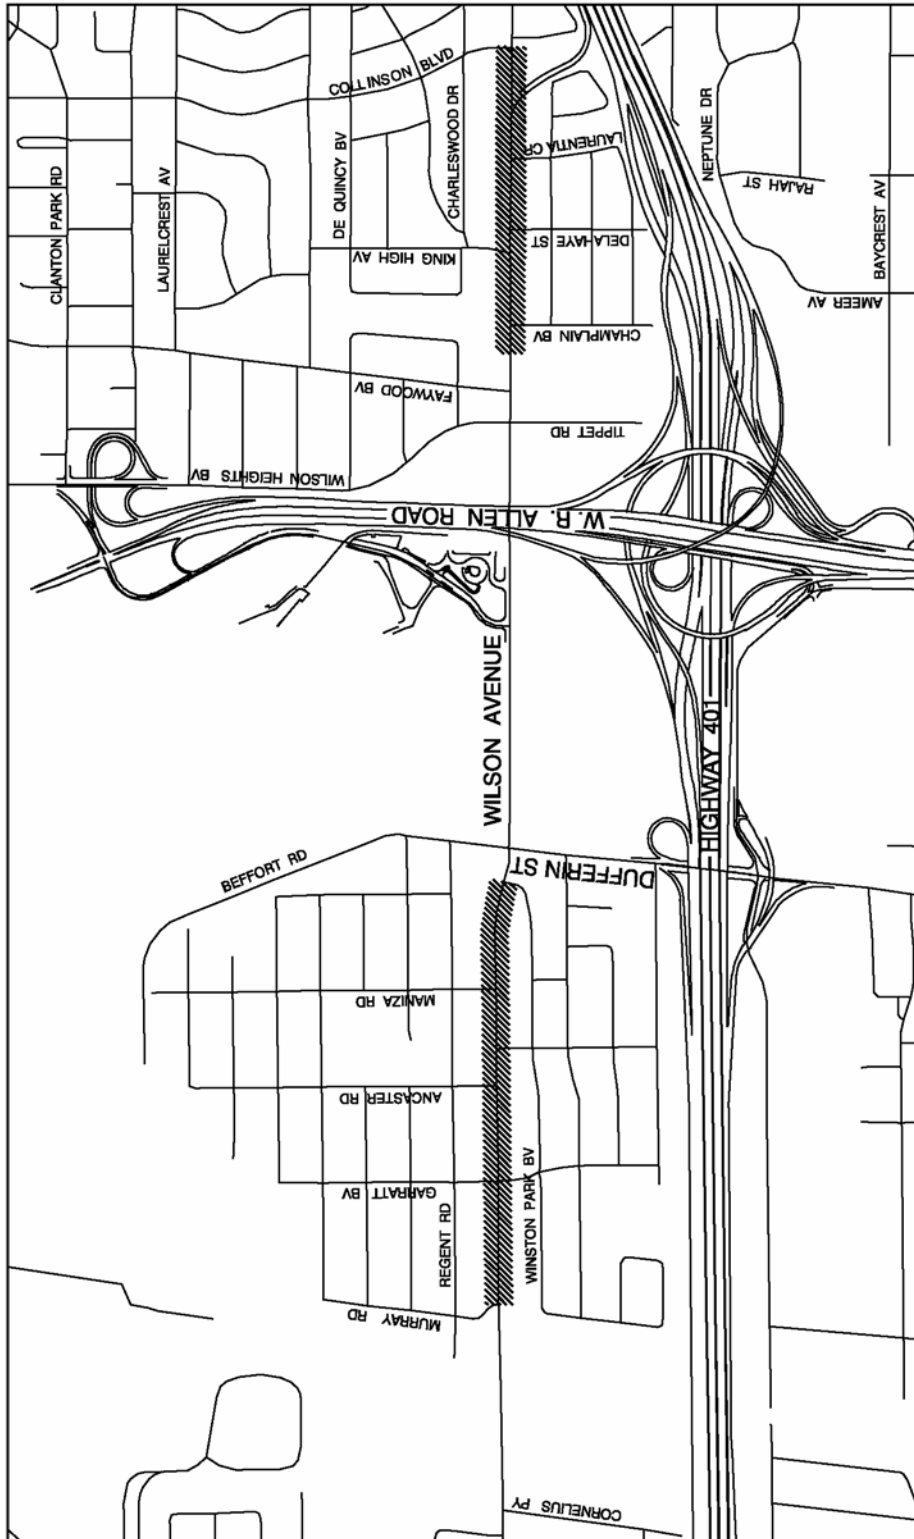 COLLINSON BLVD
CLANTON PARK RD
LAURELCREST AV
DE QUINCY BV
CHARLESWOOD DR
LAURENTIA CR
NEPTUNE DR
RAJAH ST
BAYCREST AV
KING HIGH AV
DELAHAYE ST
AMEER AV
CHAMPLAIN BV
FAYWOOD BV
TIPPET RD
WILSON HEIGHTS BV
W. R. ALLEN ROAD
WILSON AVENUE
HIGHWAY 401
BEFFORT RD
DUFFERIN ST
MANIZA RD
ANCASTER RD
GARRATT BV
REGENT RD
WINSTON PARK BV
MURRAY RD
CORNELIUS PY